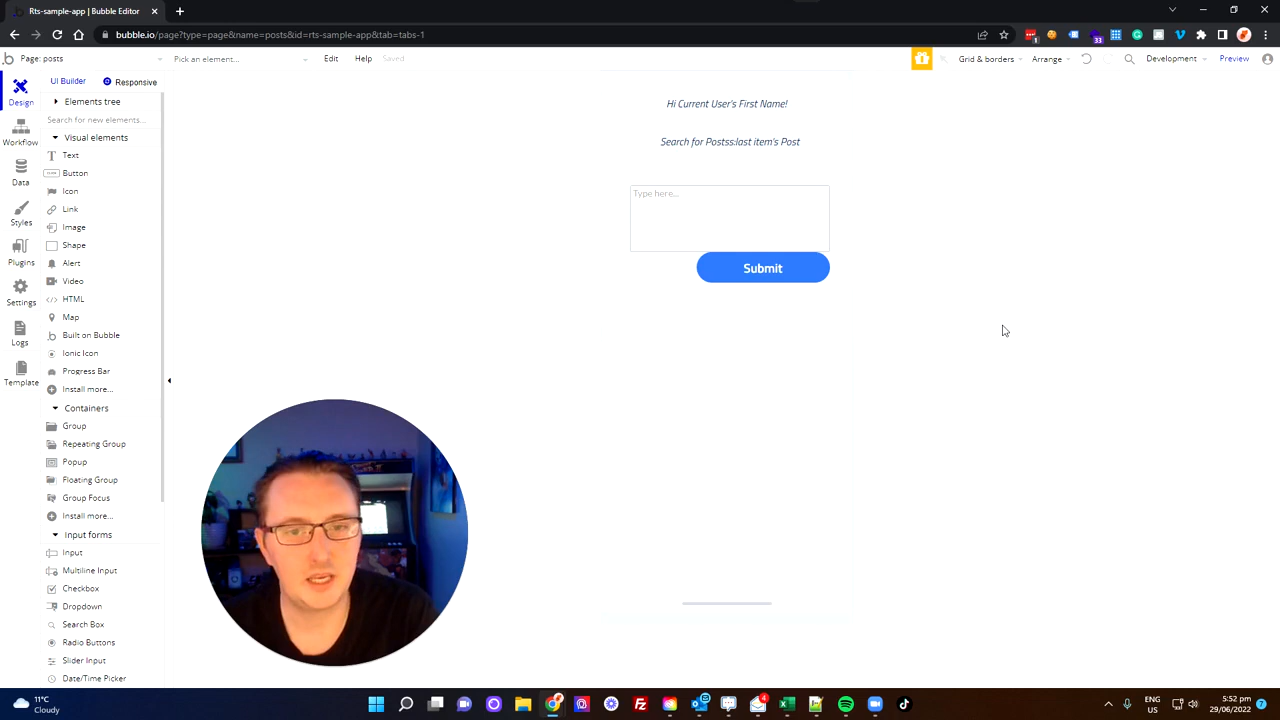 Rts-sample-app | Bubble Editor
bubble.io/page?type=page&name=posts&id=rts-sample-app&tab=tabs-1
1
33
Page: posts
Pick an element...
Edit
Help
Saved
Grid & borders
Arrange
Development
Preview
Design
Workflow
Data
Styles
Plugins
Settings
Logs
Template
UI Builder
Responsive
Elements tree
Search for new elements...
Visual elements
Text
Button
Icon
Link
Image
Shape
Alert
Video
HTML
Map
Built on Bubble
Ionic Icon
Progress Bar
Install more...
Containers
Group
Repeating Group
Popup
Floating Group
Group Focus
Install more...
Input forms
Input
Multiline Input
Checkbox
Dropdown
Search Box
Radio Buttons
Slider Input
Date/Time Picker
Hi Current User's First Name!
Search for Postss:last item's Post
Type here...
Submit
11°C
Cloudy
4
ENG
US
5:52 pm
29/06/2022
7